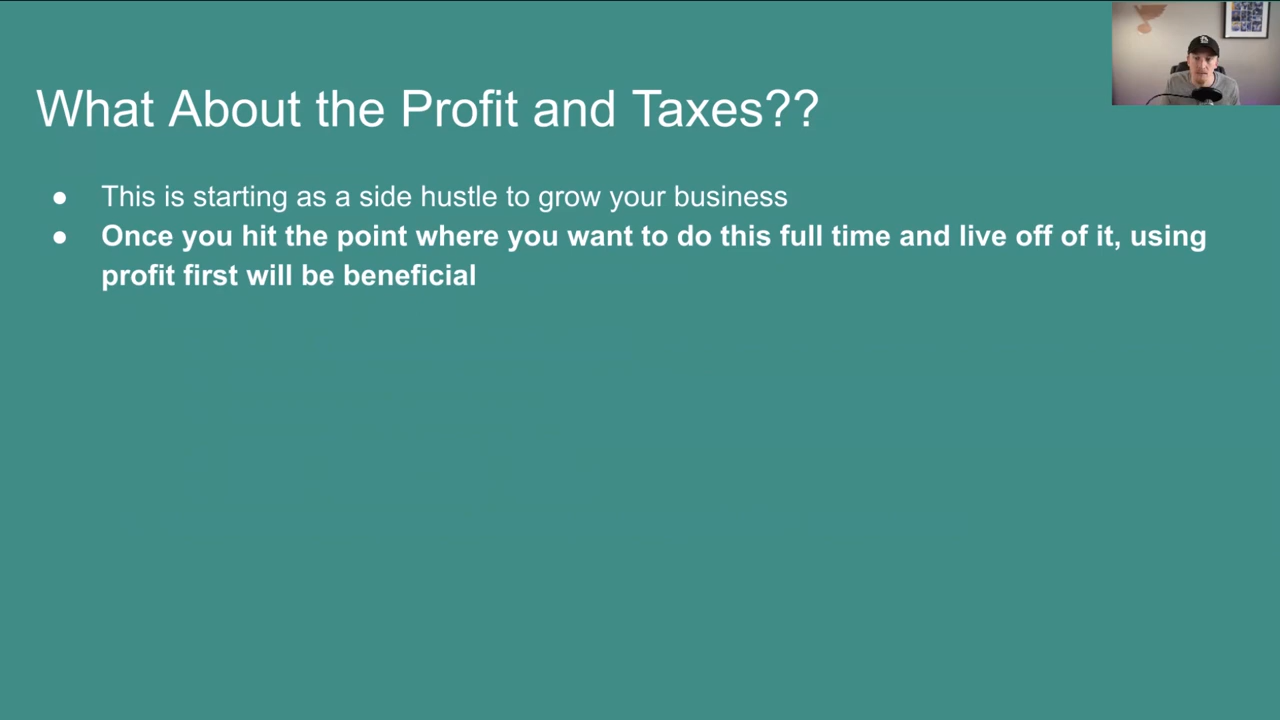 What About the Profit and Taxes??
● This is starting as a side hustle to grow your business
● Once you hit the point where you want to do this full time and live off of it, using
profit first will be beneficial